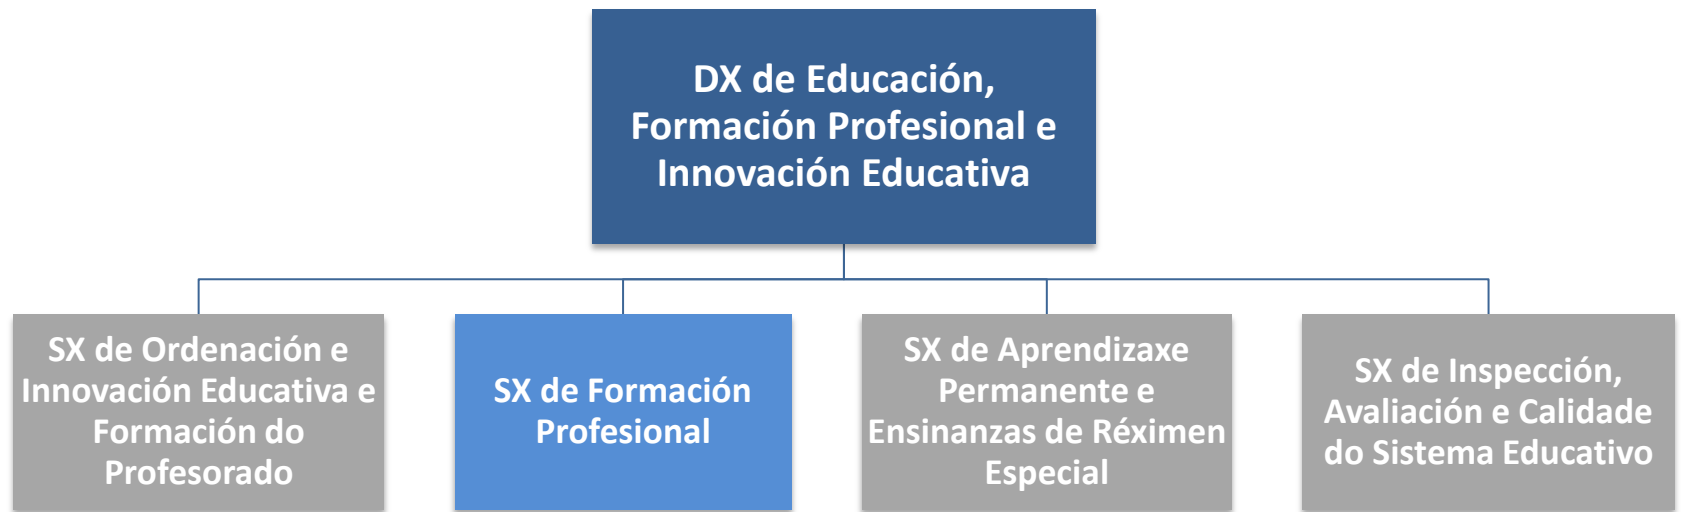 DX de Educación,
Formación Profesional e
Innovación Educativa
SX de Ordenación e
Innovación Educativa e
Formación do
Profesorado
SX de Formación
Profesional
SX de Aprendizaxe
Permanente e
Ensinanzas de Réximen
Especial
SX de Inspección,
Avaliación e Calidade
do Sistema Educativo